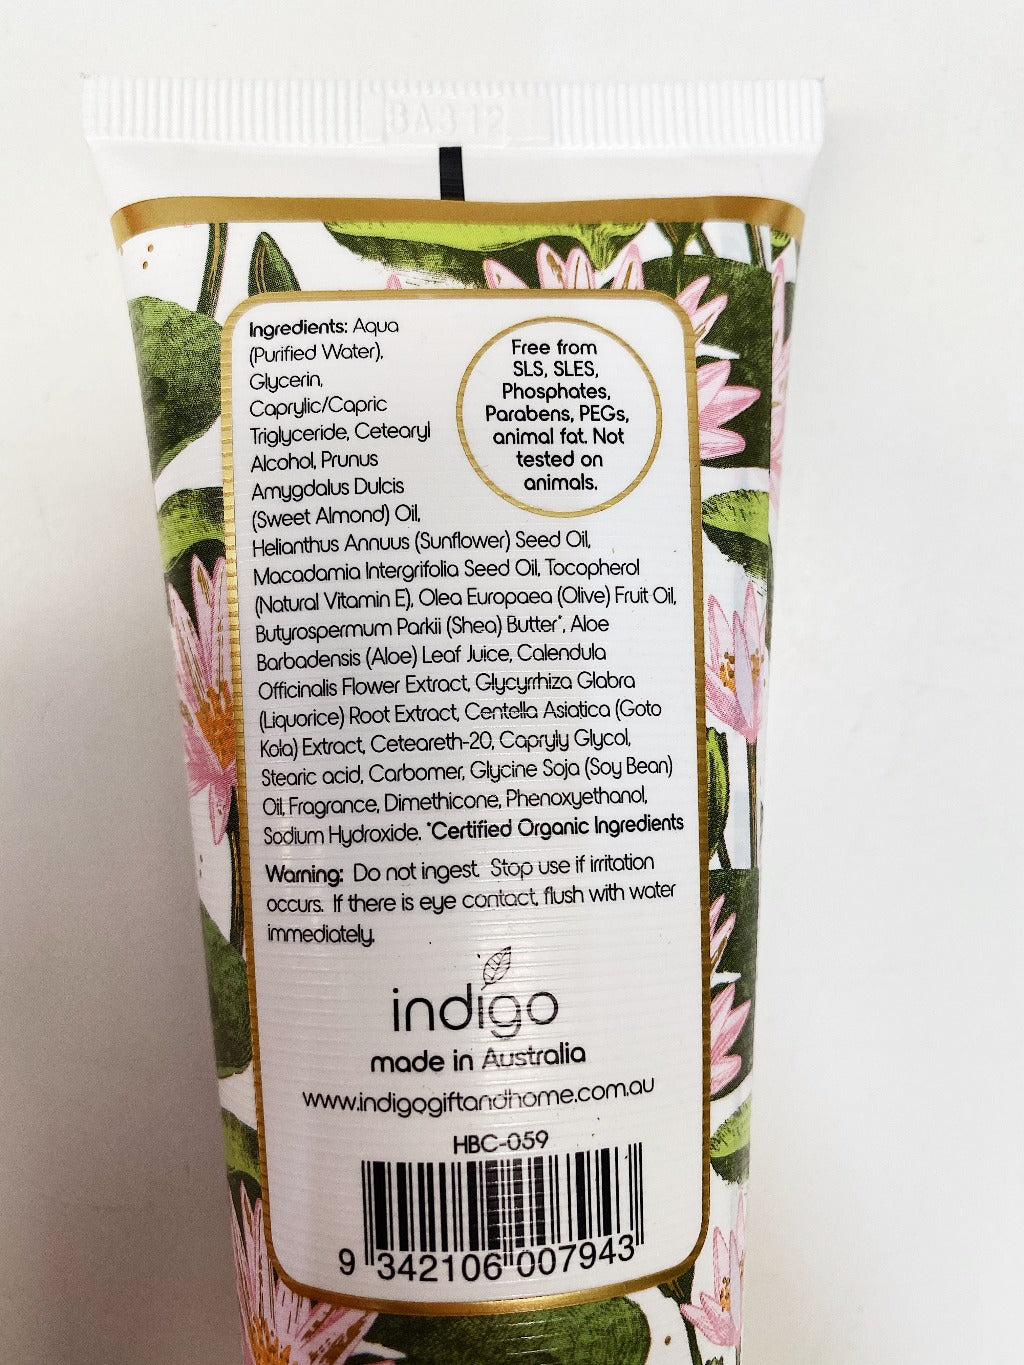 BA312
Ingredients: Aqua
(Purified Water),
Glycerin,
Caprylic/Capric
Triglyceride, Cetearyl
Alcohol, Prunus
Amygdalus Dulcis
(Sweet Almond) Oil,
Free from
SLS, SLES,
Phosphates,
Parabens, PEGs,
animal fat. Not
tested on
animals.
Helianthus Annuus (Sunflower) Seed Oil,
Macadamia Intergrifolia Seed Oil, Tocopherol
(Natural Vitamin E), Olea Europaea (Olive) Fruit Oil,
Butyrospermum Parkii (Shea) Butter*, Aloe
Barbadensis (Aloe) Leaf Juice, Calendula
Officinalis Flower Extract, Glycyrrhiza Glabra
(Liquorice) Root Extract, Centella Asiatica (Goto
Kola) Extract, Ceteareth-20, Capryly Glycol,
Stearic acid, Carbomer, Glycine Soja (Soy Bean)
Oil, Fragrance, Dimethicone, Phenoxyethanol,
Sodium Hydroxide. *Certified Organic Ingredients
Warning: Do not ingest. Stop use if irritation
occurs. If there is eye contact, flush with water
immediately.
indigo
made in Australia
www.indigogiftandhome.com.au
HBC-059
9 342106 007943